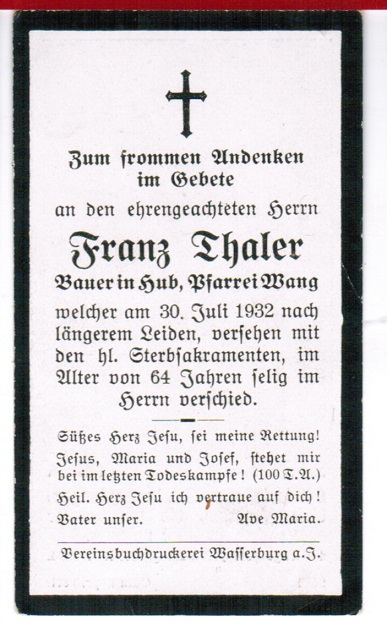 Zum frommen Andenken
im Gebete
an den ehrengeachteten Herrn
Franz Thaler
Bauer in Hub, Pfarrei Wang
welcher am 30. Juli 1932 nach
längerem Leiden, versehen mit
den hl. Sterbsakramenten, im
Alter von 64 Jahren selig im
Herrn verschied.
Süßes Herz Jesu, sei meine Rettung!
Jesus, Maria und Josef, stehet mir
bei im letzten Todeskampfe! (100 T. A.)
Heil. Herz Jesu ich vertraue auf dich!
Vater unser. Ave Maria.
Vereinsbuchdruckerei Wasserburg a. J.